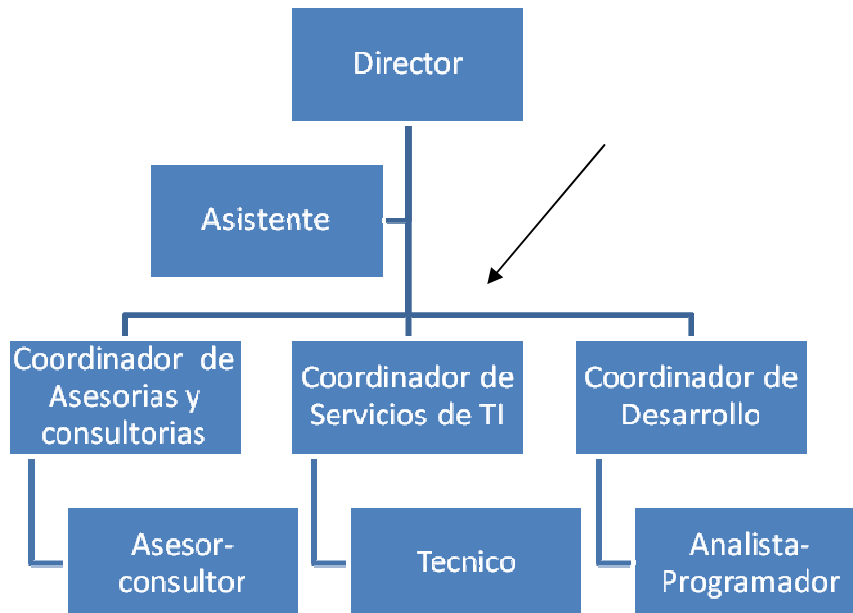 Director
Asistente
Coordinador de
Asesorias y
consultorias
Coordinador de
Servicios de TI
Coordinador de
Desarrollo
Asesor-
consultor
Tecnico
Analista-
Programador